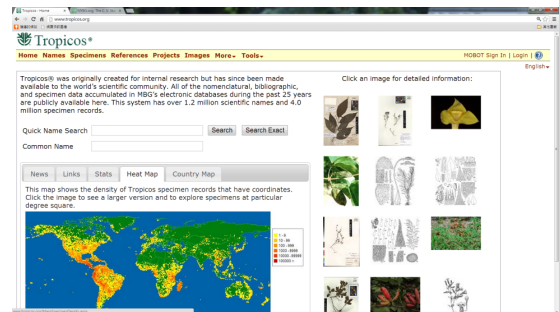 Tropicos - Home
www.tropicos.org
Tropicos®
Home Names Specimens References Projects Images More Tools
MOBOT Sign In | Login |
English
Tropicos® was originally created for internal research but has since been made
available to the world's scientific community. All of the nomenclatural, bibliographic,
and specimen data accumulated in MBG's electronic databases during the past 25 years
are publicly available here. This system has over 1.2 million scientific names and 4.0
million specimen records.
Quick Name Search
Search
Search Exact
Common Name
News
Links
Stats
Heat Map
Country Map
This map shows the density of Tropicos specimen records that have coordinates.
Click the image to see a larger version and to explore specimens at particular
degree square.
Click an image for detailed information: